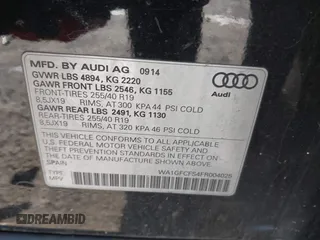 MFD. BY AUDI AG 0914
GVWR LBS 4894, KG 2220
GAWR FRONT LBS 2546, KG 1155
FRONT-TIRES 255/40 R19
8,5JX19 RIMS, AT 300 KPA 44 PSI COLD
GAWR REAR LBS 2491, KG 1130
REAR-TIRES 255/40 R19
8,5JX19 RIMS, AT 320 KPA 46 PSI COLD
Audi
THIS VEHICLE CONFORMS TO ALL APPLICABLE
U.S. FEDERAL MOTOR VEHICLE SAFETY AND
THEFT PREVENTION STANDARDS IN EFFECT ON
THE DATE OF MANUFACTURE SHOWN ABOVE.
TYPE: WA1GFCFS4FR004025
MPV
DREAMBID